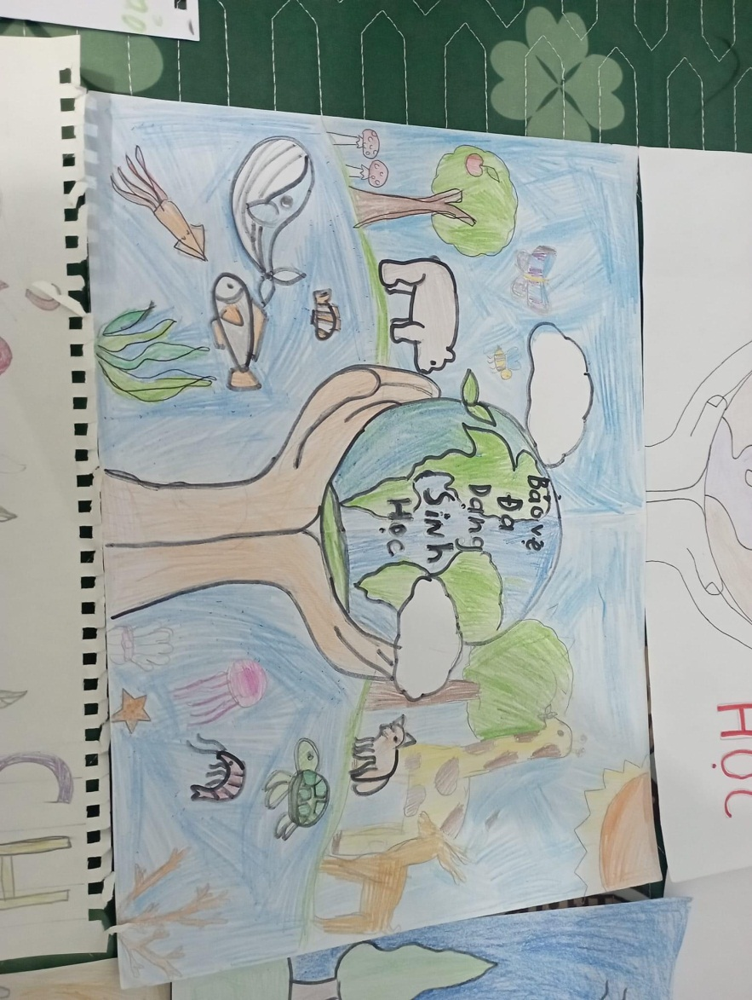 Bảo vệ
Đa
Dạng
Sinh
Học
HỌC